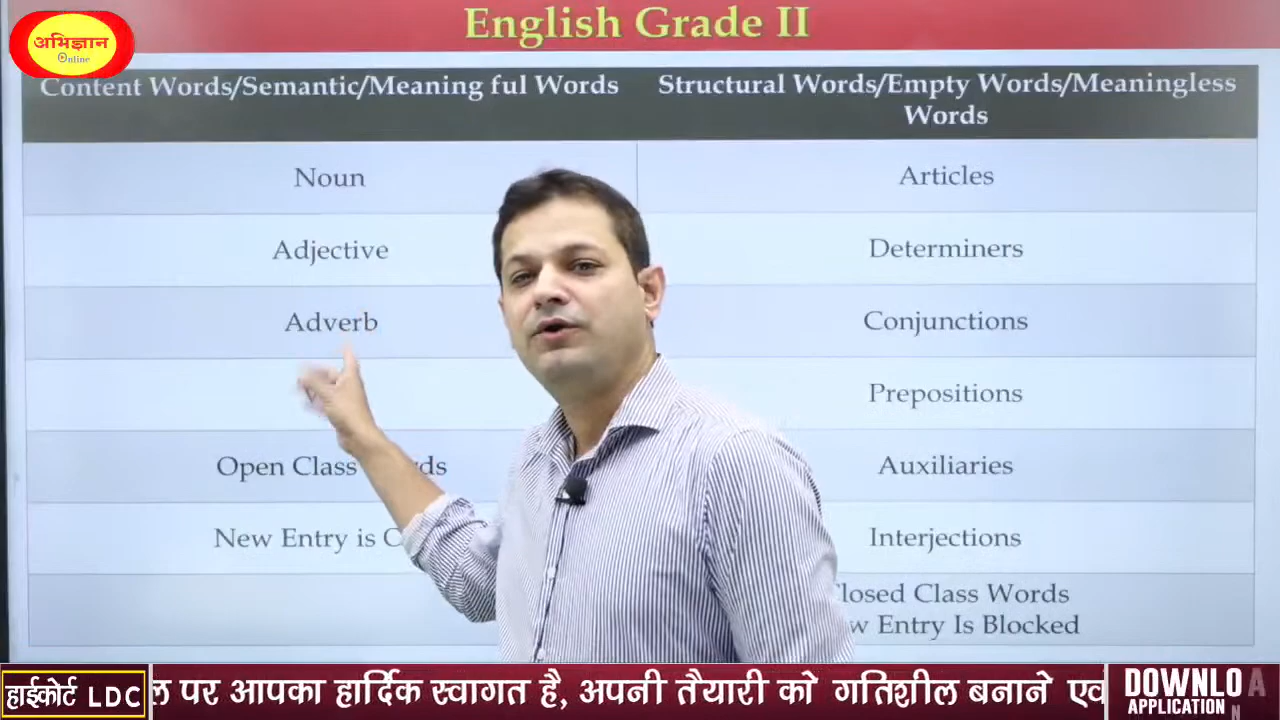 English Grade II
अभिज्ञान
Online
Content Words/Semantic/Meaning ful Words
Structural Words/Empty Words/Meaningless
Words
Noun
Articles
Adjective
Determiners
Adverb
Conjunctions
Prepositions
Open Class
Auxiliaries
New Entry is
Interjections
Closed Class Words
Entry Is Blocked
हाईकोर्ट LDC
पर आपका हार्दिक स्वागत है, अपनी तैयारी को गतिशील बनाने एवं
DOWNLOA
APPLICATION